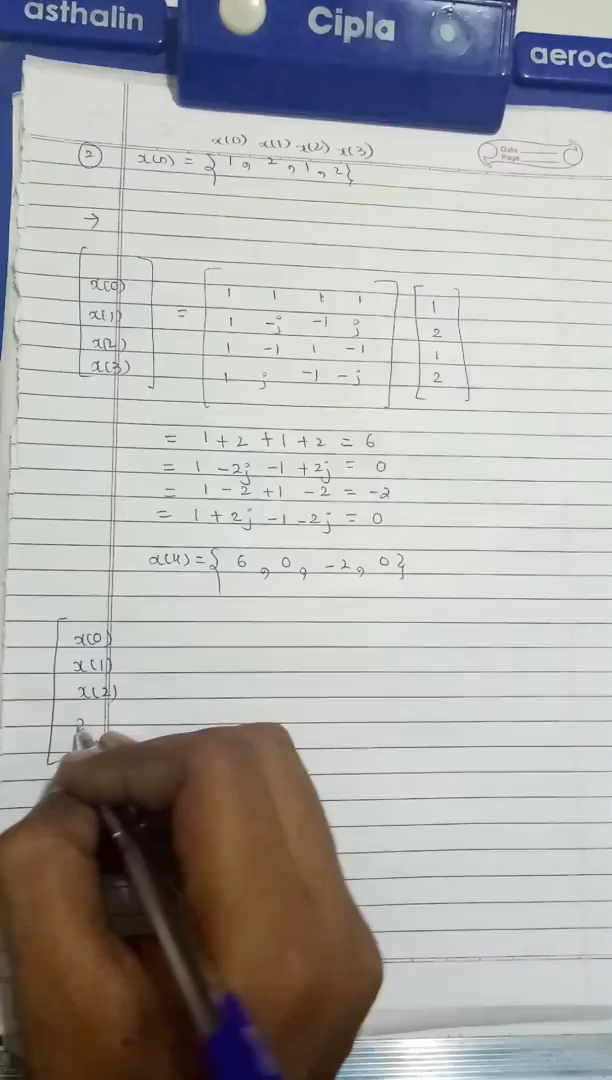 asthalin
Cipla
aeroc
Date
Page
x(0) x(1) x(2) x(3)
② x(n) = {1, 2, 1, 2}
→
x(0)
x(1)
x(2)
x(3)
=
1 1 1 1
1 -j -1 j
1 -1 1 -1
1 j -1 -j
1
2
1
2
= 1 + 2 + 1 + 2 = 6
= 1 - 2j - 1 + 2j = 0
= 1 - 2 + 1 - 2 = -2
= 1 + 2j - 1 - 2j = 0
x(4) = { 6, 0, -2, 0}
x(0)
x(1)
x(2)